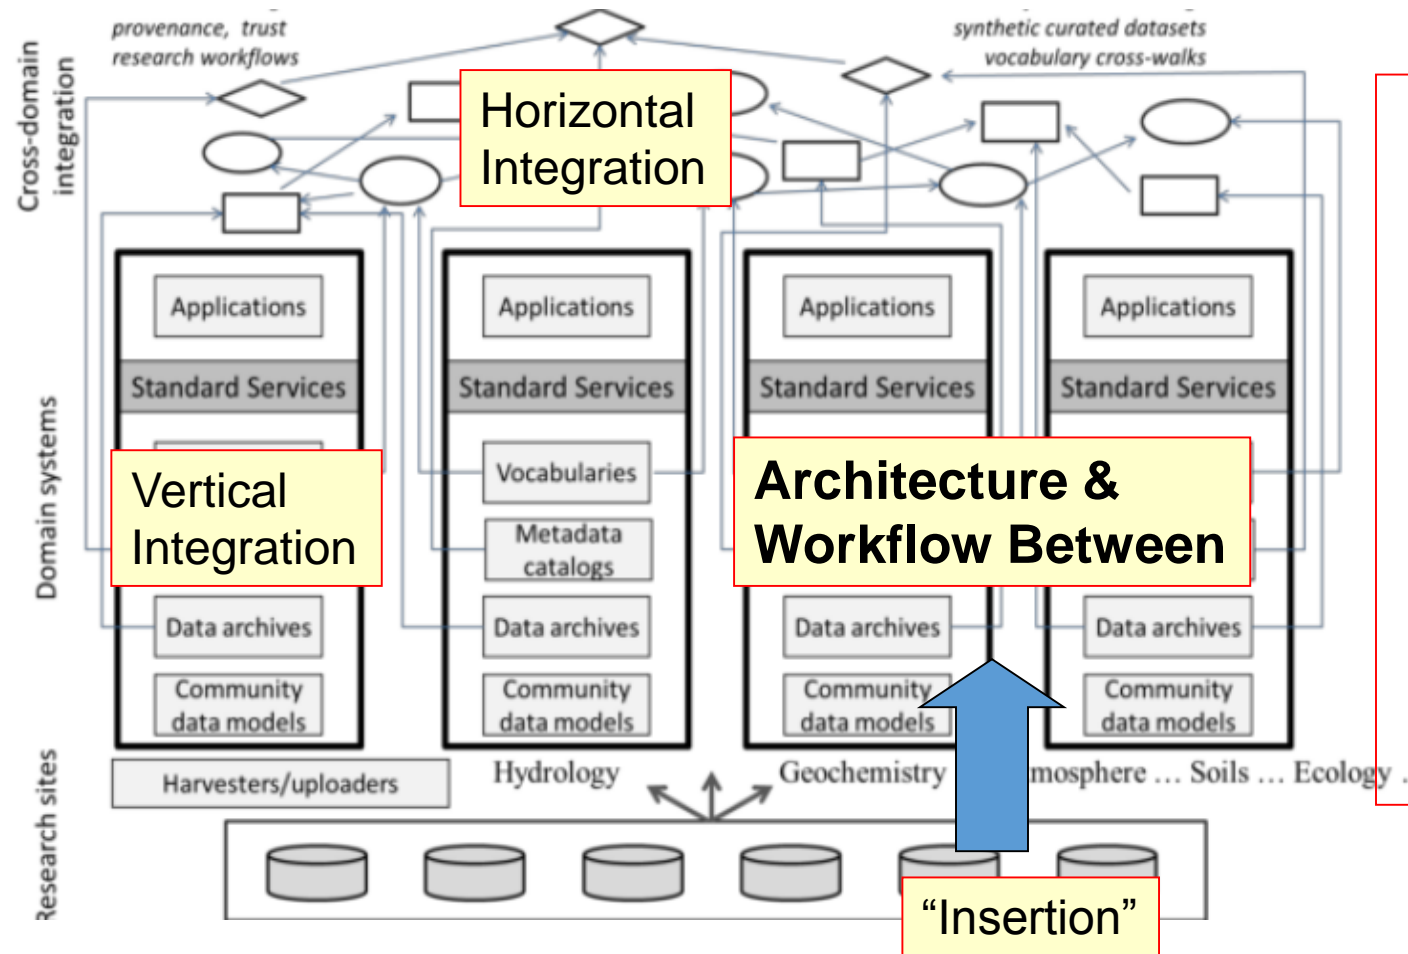 provenance, trust
research workflows
synthetic curated datasets
vocabulary cross-walks
Cross-domain
integration
Horizontal
Integration
Applications
Applications
Applications
Applications
Standard Services
Standard Services
Standard Services
Standard Services
Domain systems
Vertical
Integration
Vocabularies
Metadata
catalogs
Architecture &
Workflow Between
Data archives
Data archives
Data archives
Data archives
Community
data models
Community
data models
Community
data models
Community
data models
Research sites
Harvesters/uploaders
Hydrology
Geochemistry
mosphere … Soils … Ecology .
“Insertion”